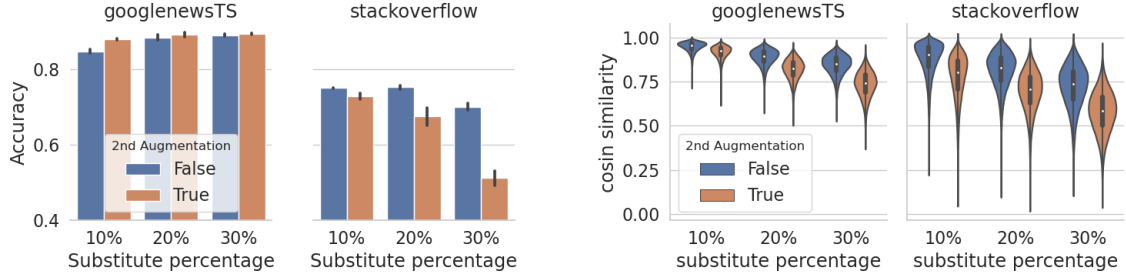 googlenewsTS
stackoverflow
Accuracy
0.8
0.6
0.4
2nd Augmentation
False
True
10%
20%
30%
10%
20%
30%
Substitute percentage
Substitute percentage
googlenewsTS
stackoverflow
cosin similarity
1.00
0.75
0.50
0.25
0.00
2nd Augmentation
False
True
10%
20%
30%
10%
20%
30%
substitute percentage
substitute percentage